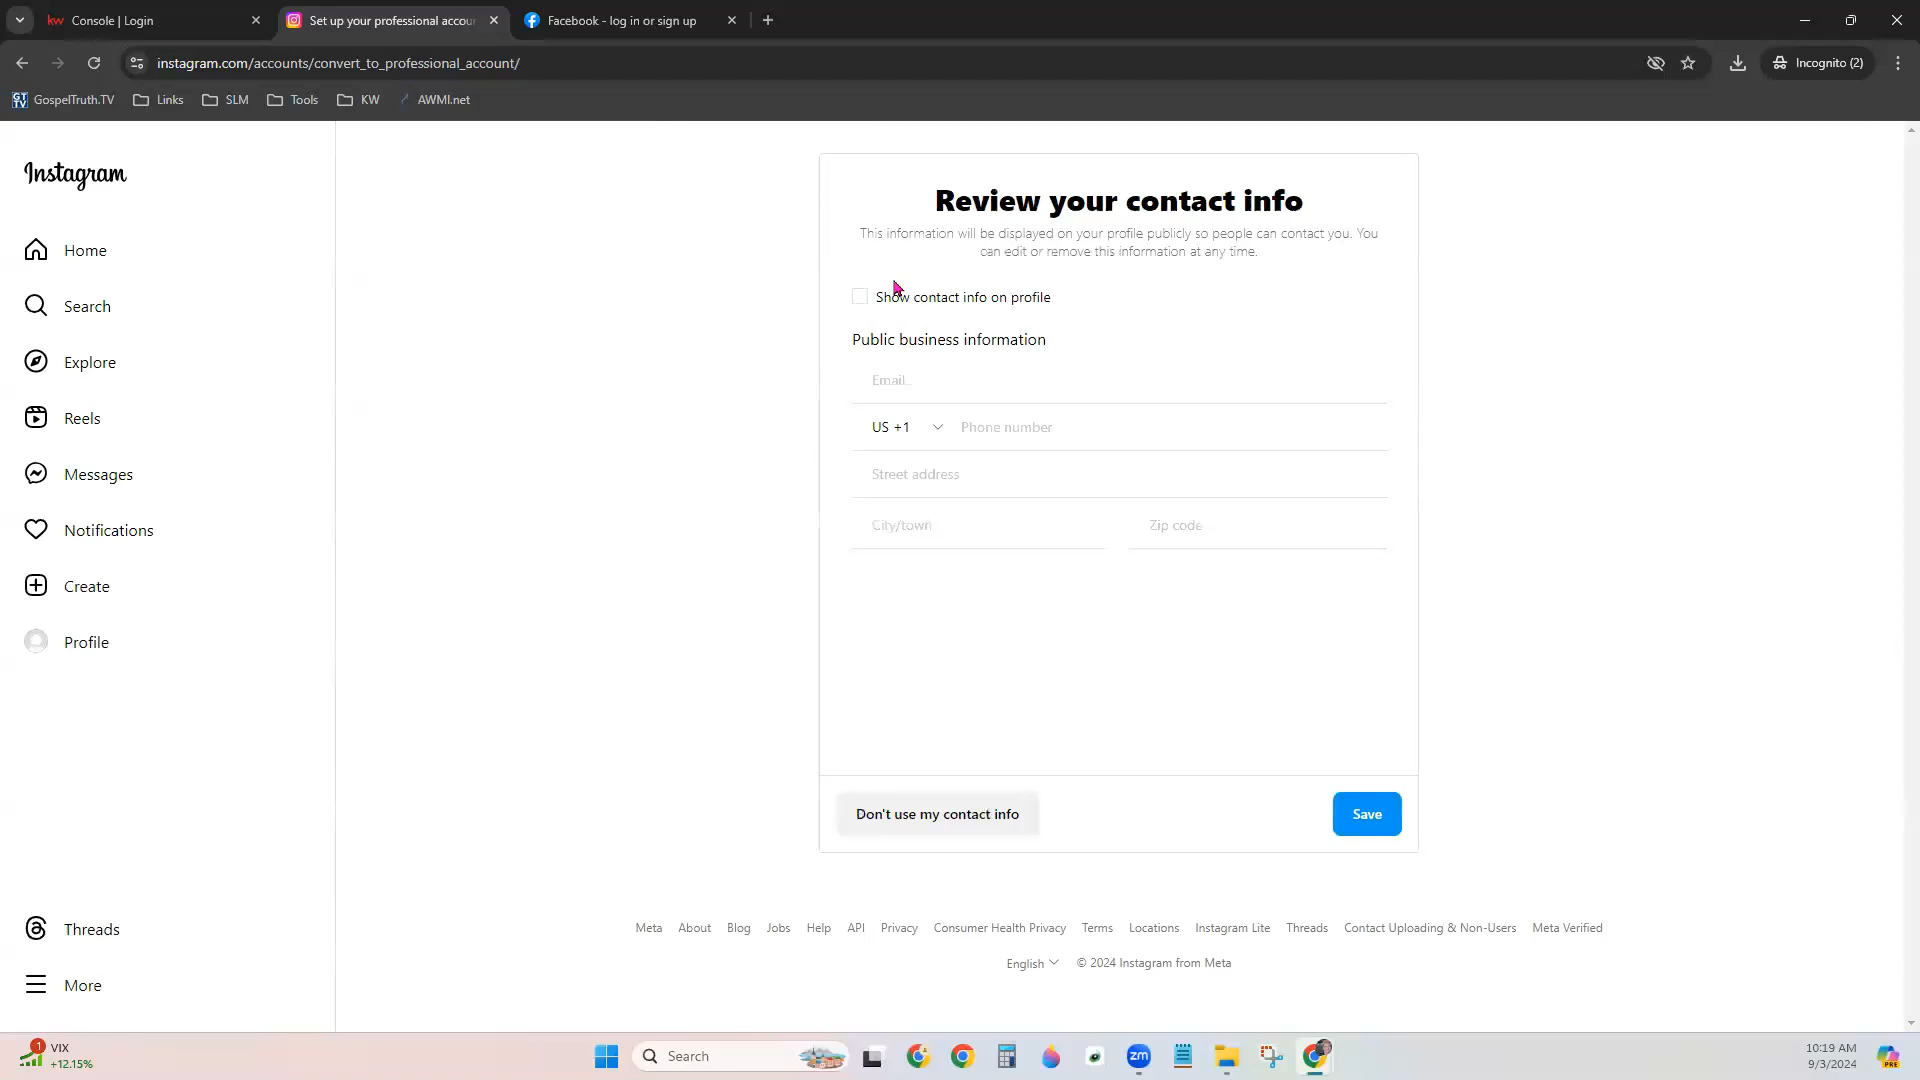 kw Console | Login
Set up your professional accou
Facebook - log in or sign up
instagram.com/accounts/convert_to_professional_account/
Incognito (2)
GT TV GospelTruth.TV
Links
SLM
Tools
KW
AWMI.net
Instagram
Home
Search
Explore
Reels
Messages
Notifications
Create
Profile
Threads
More
Review your contact info
This information will be displayed on your profile publicly so people can contact you. You
can edit or remove this information at any time.
Show contact info on profile
Public business information
Email
US +1 Phone number
Street address
City/town Zip code
Don't use my contact info Save
Meta About Blog Jobs Help API Privacy Consumer Health Privacy Terms Locations Instagram Lite Threads Contact Uploading & Non-Users Meta Verified
English © 2024 Instagram from Meta
1 VIX
+12.15%
Search
zm
PRE
10:19 AM
9/3/2024